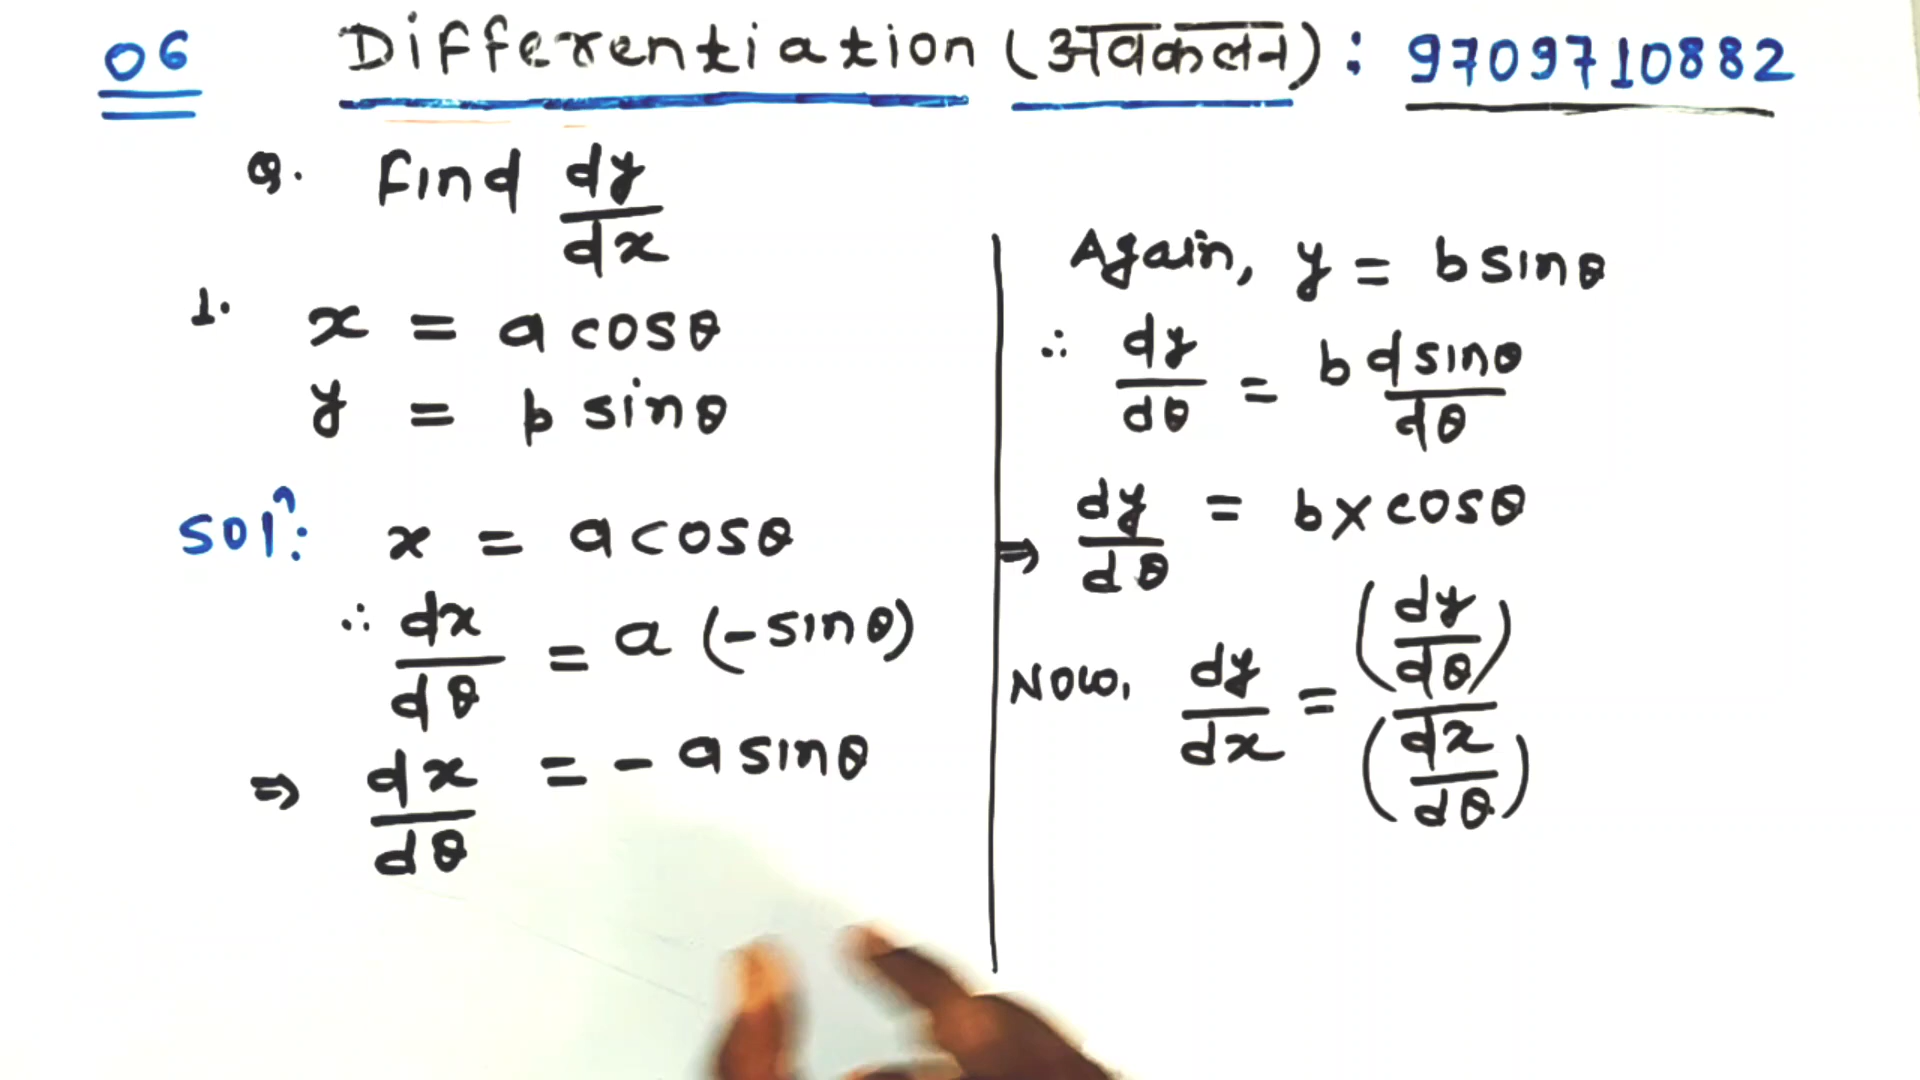 06 Differentiation (अवकलन) : 9709710882
Q. Find dy/dx
1. x = a cosθ
y = b sinθ
Solⁿ: x = a cosθ
∴ dx/dθ = a (-sinθ)
⇒ dx/dθ = - a sinθ
Again, y = b sinθ
∴ dy/dθ = b d sinθ/dθ
⇒ dy/dθ = b × cosθ
Now, dy/dx = (dy/dθ)/(dx/dθ)